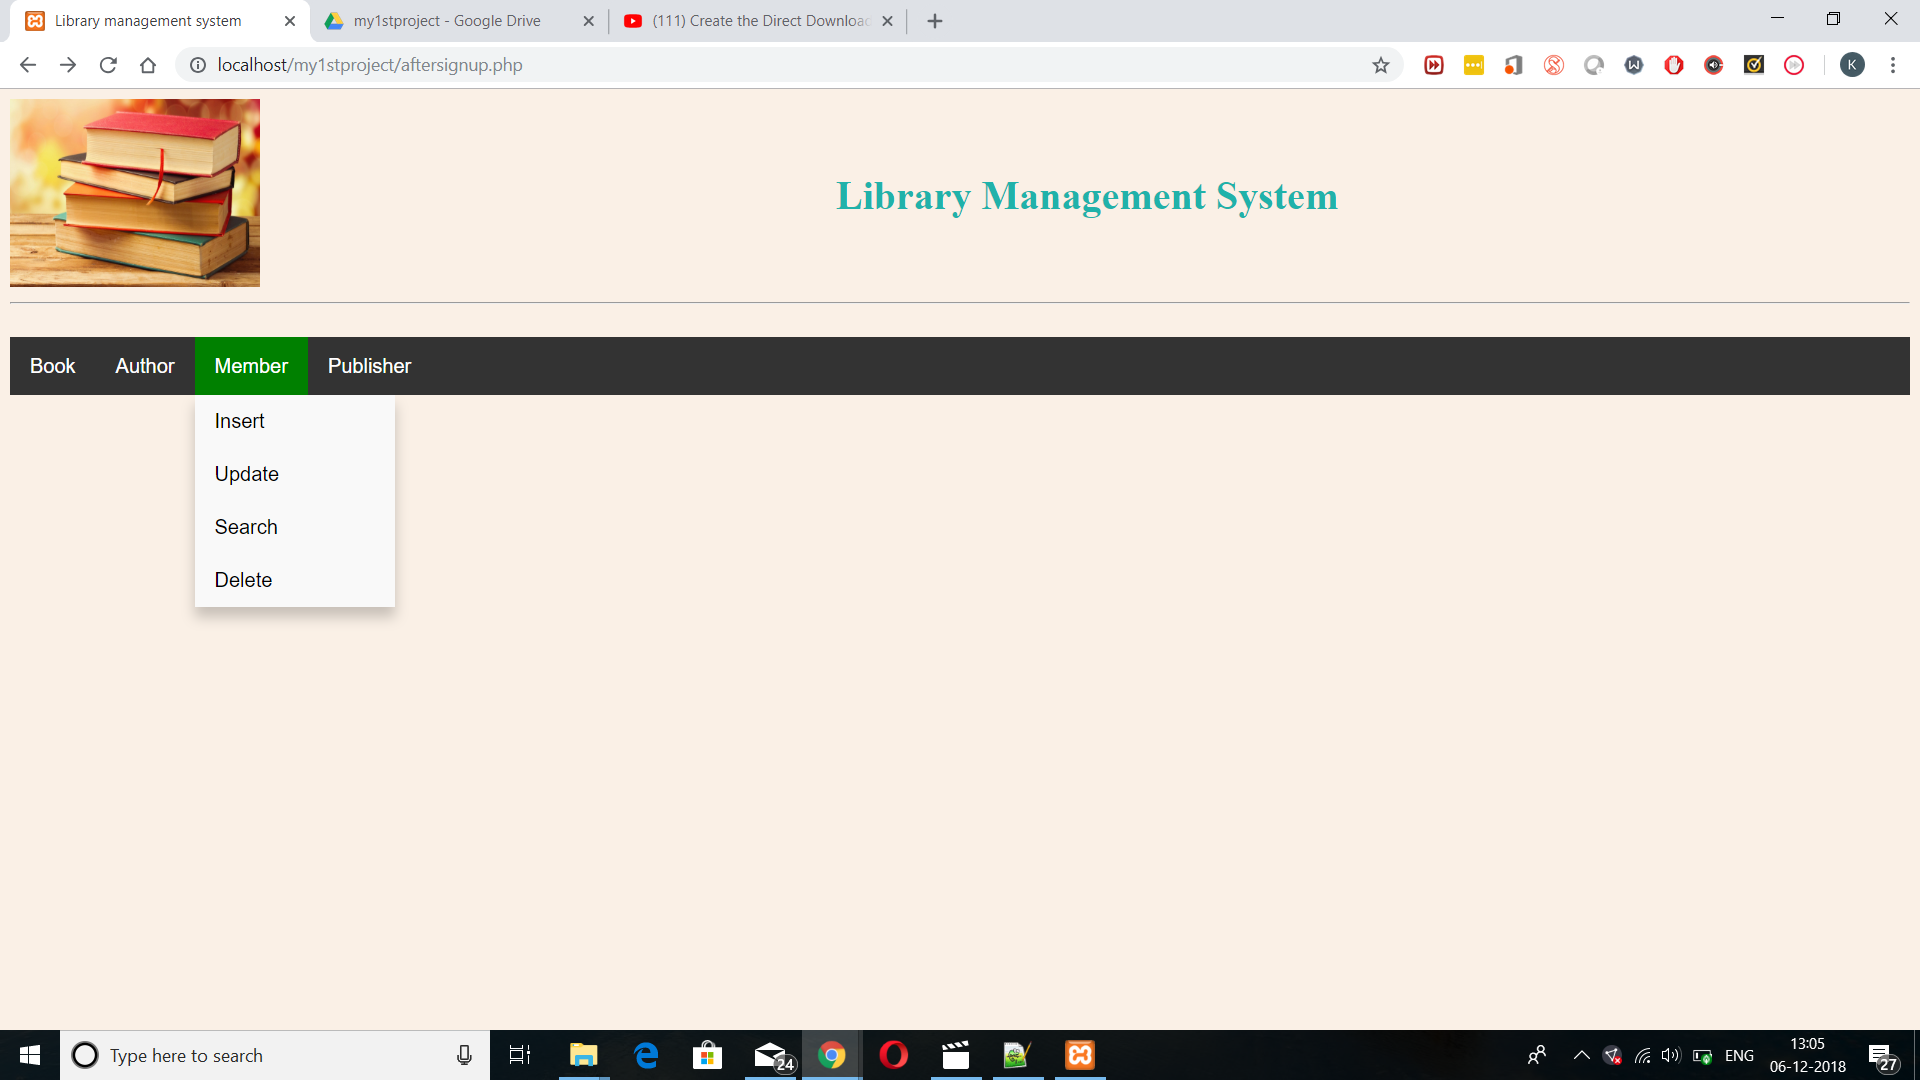 Library management system
my1stproject - Google Drive
(111) Create the Direct Downloa
localhost/my1stproject/aftersignup.php
K
Library Management System
Book Author Member Publisher
Insert
Update
Search
Delete
Type here to search
24
ENG
13:05
06-12-2018
27